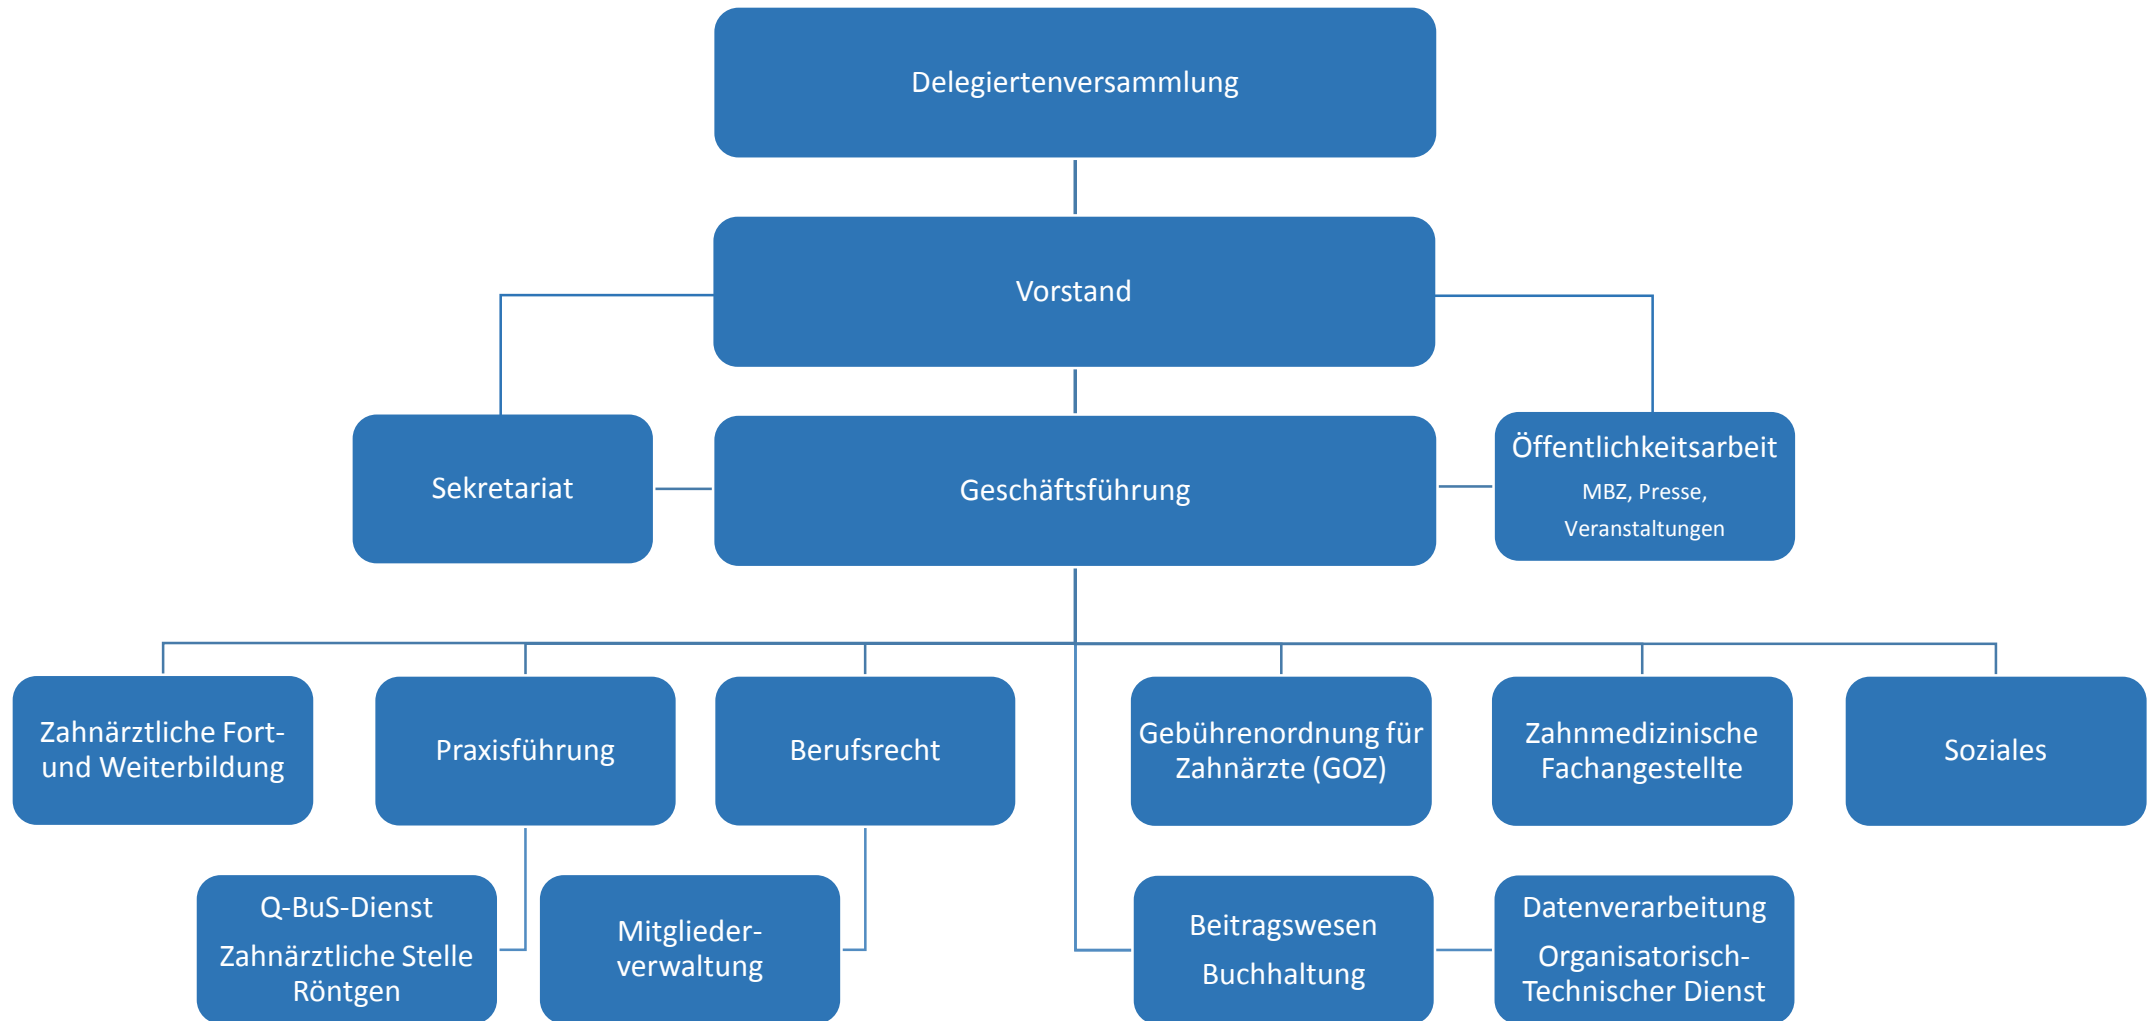 Delegiertenversammlung
Vorstand
Sekretariat
Geschäftsführung
Öffentlichkeitsarbeit
MBZ, Presse,
Veranstaltungen
Zahnärztliche Fort-
und Weiterbildung
Praxisführung
Berufsrecht
Gebührenordnung für
Zahnärzte (GOZ)
Zahnmedizinische
Fachangestellte
Soziales
Q-BuS-Dienst
Zahnärztliche Stelle
Röntgen
Mitglieder-
verwaltung
Beitragswesen
Buchhaltung
Datenverarbeitung
Organisatorisch-
Technischer Dienst